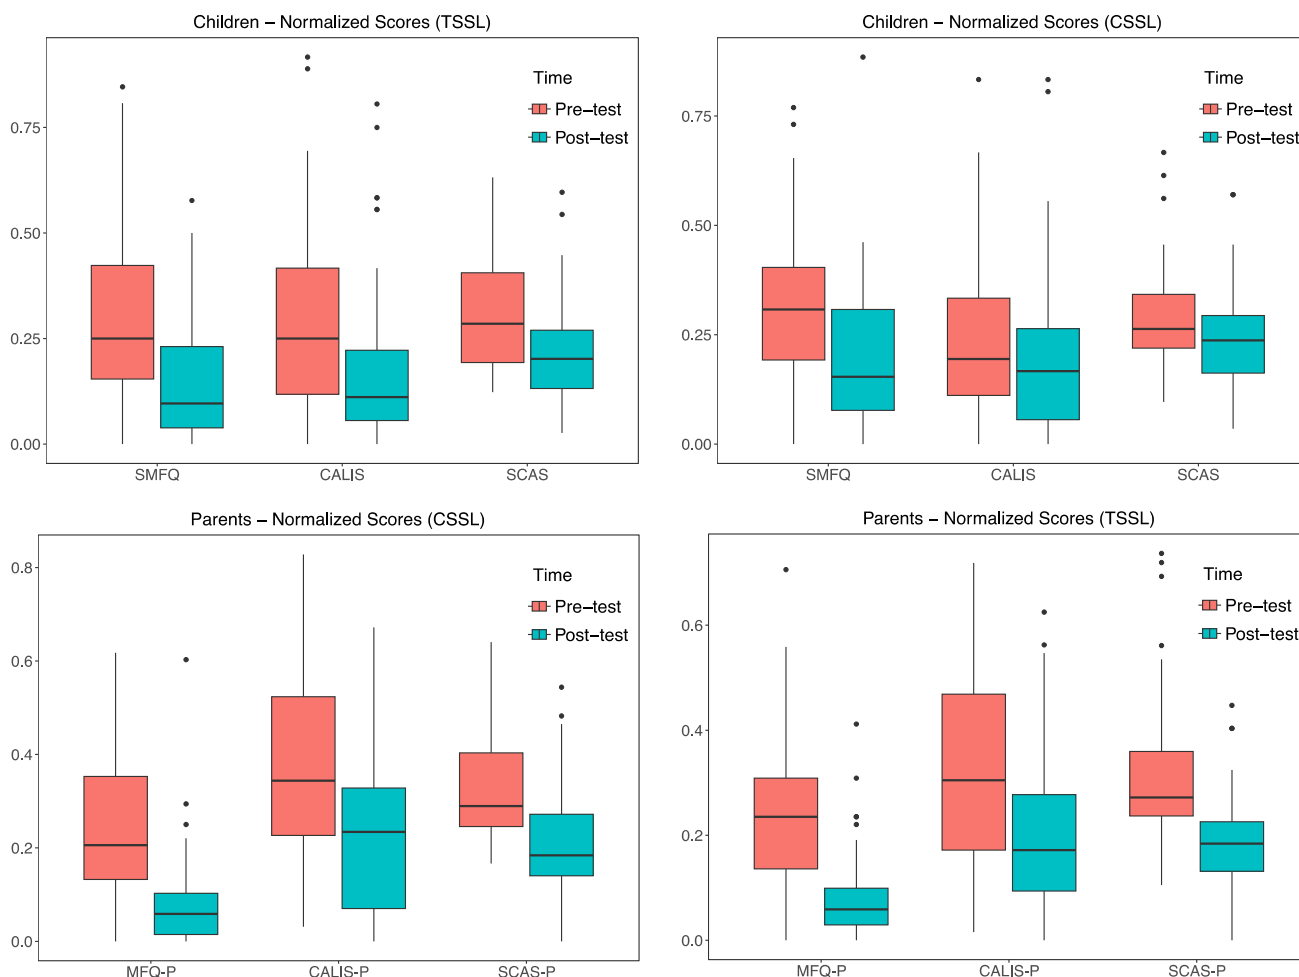 Children – Normalized Scores (TSSL)
Time
Pre−test
Post−test
0.75
0.50
0.25
0.00
SMFQ
CALIS
SCAS
Children – Normalized Scores (CSSL)
Time
Pre−test
Post−test
0.75
0.50
0.25
0.00
SMFQ
CALIS
SCAS
Parents – Normalized Scores (CSSL)
Time
Pre−test
Post−test
0.8
0.6
0.4
0.2
0.0
MFQ-P
CALIS-P
SCAS-P
Parents – Normalized Scores (TSSL)
Time
Pre−test
Post−test
0.6
0.4
0.2
0.0
MFQ-P
CALIS-P
SCAS-P